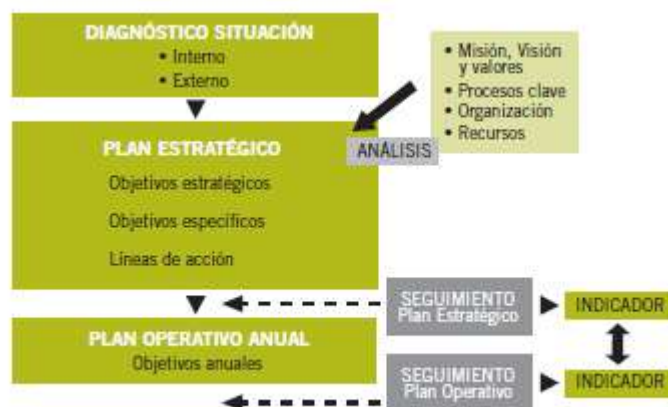 DIAGNÓSTICO SITUACIÓN
• Interno
• Externo
• Misión, Visión
y valores
• Procesos clave
• Organización
• Recursos
PLAN ESTRATÉGICO
ANÁLISIS
Objetivos estratégicos
Objetivos específicos
Líneas de acción
SEGUIMIENTO
Plan Estratégico
INDICADOR
PLAN OPERATIVO ANUAL
Objetivos anuales
SEGUIMIENTO
Plan Operativo
INDICADOR